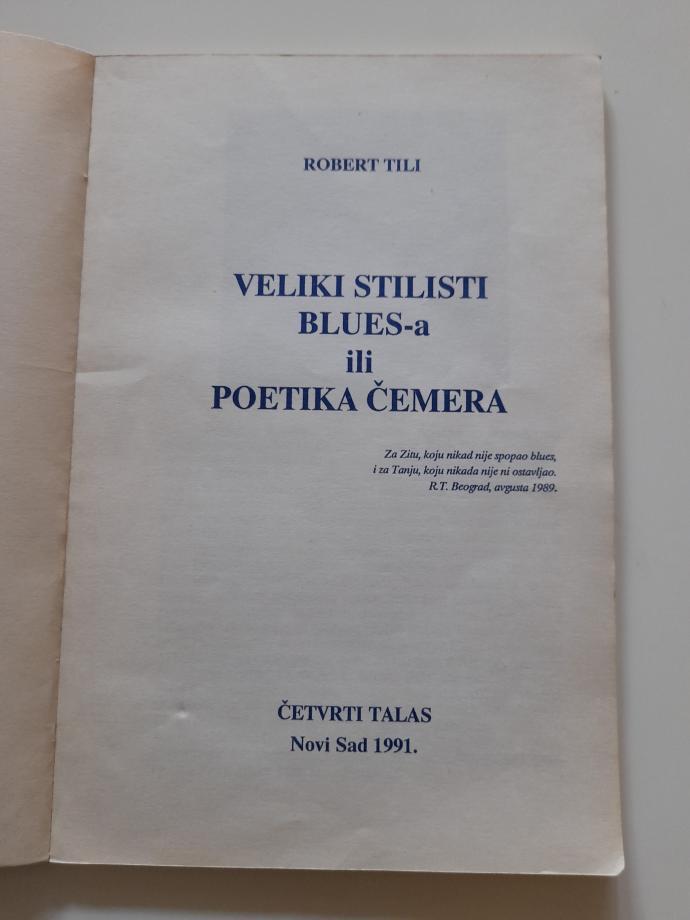 ROBERT TILI
VELIKI STILISTI
BLUES-a
ili
POETIKA ČEMERA
Za Zitu, koju nikad nije spopao blues,
i za Tanju, koju nikada nije ni ostavljao.
R.T. Beograd, avgusta 1989.
ČETVRTI TALAS
Novi Sad 1991.